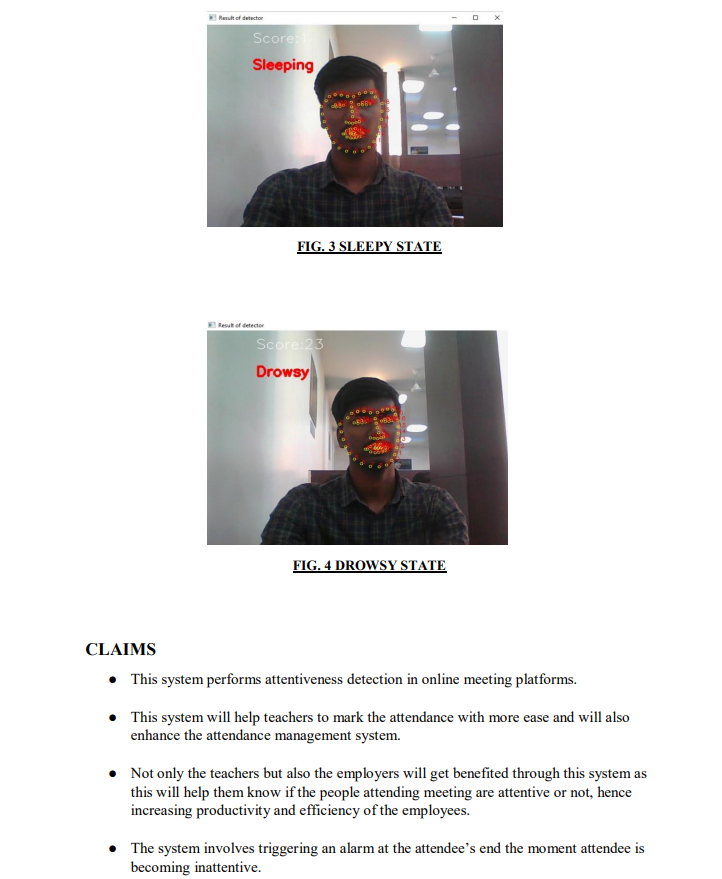 Result of detector
Score:1
Sleeping
FIG. 3 SLEEPY STATE
Result of detector
Score:23
Drowsy
FIG. 4 DROWSY STATE
CLAIMS
● This system performs attentiveness detection in online meeting platforms.
● This system will help teachers to mark the attendance with more ease and will also
enhance the attendance management system.
● Not only the teachers but also the employers will get benefited through this system as
this will help them know if the people attending meeting are attentive or not, hence
increasing productivity and efficiency of the employees.
● The system involves triggering an alarm at the attendee’s end the moment attendee is
becoming inattentive.